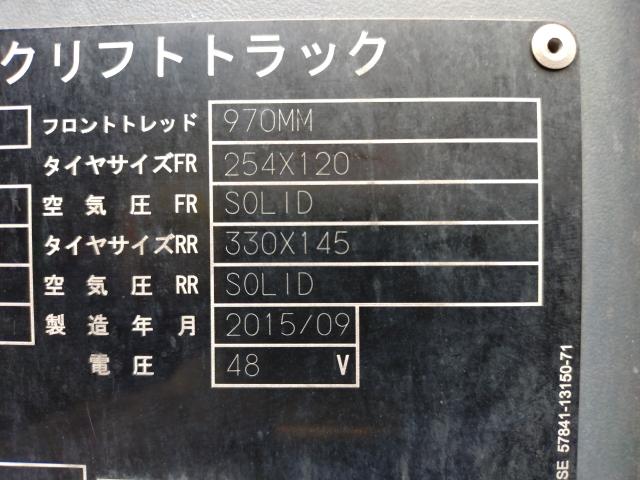 クリフトトラック
フロントトレッド 970MM
タイヤサイズFR 254X120
空気圧 FR SOLID
タイヤサイズRR 330X145
空気圧 RR SOLID
製造年月 2015/09
電圧 48 V
SE 57841-13150-71